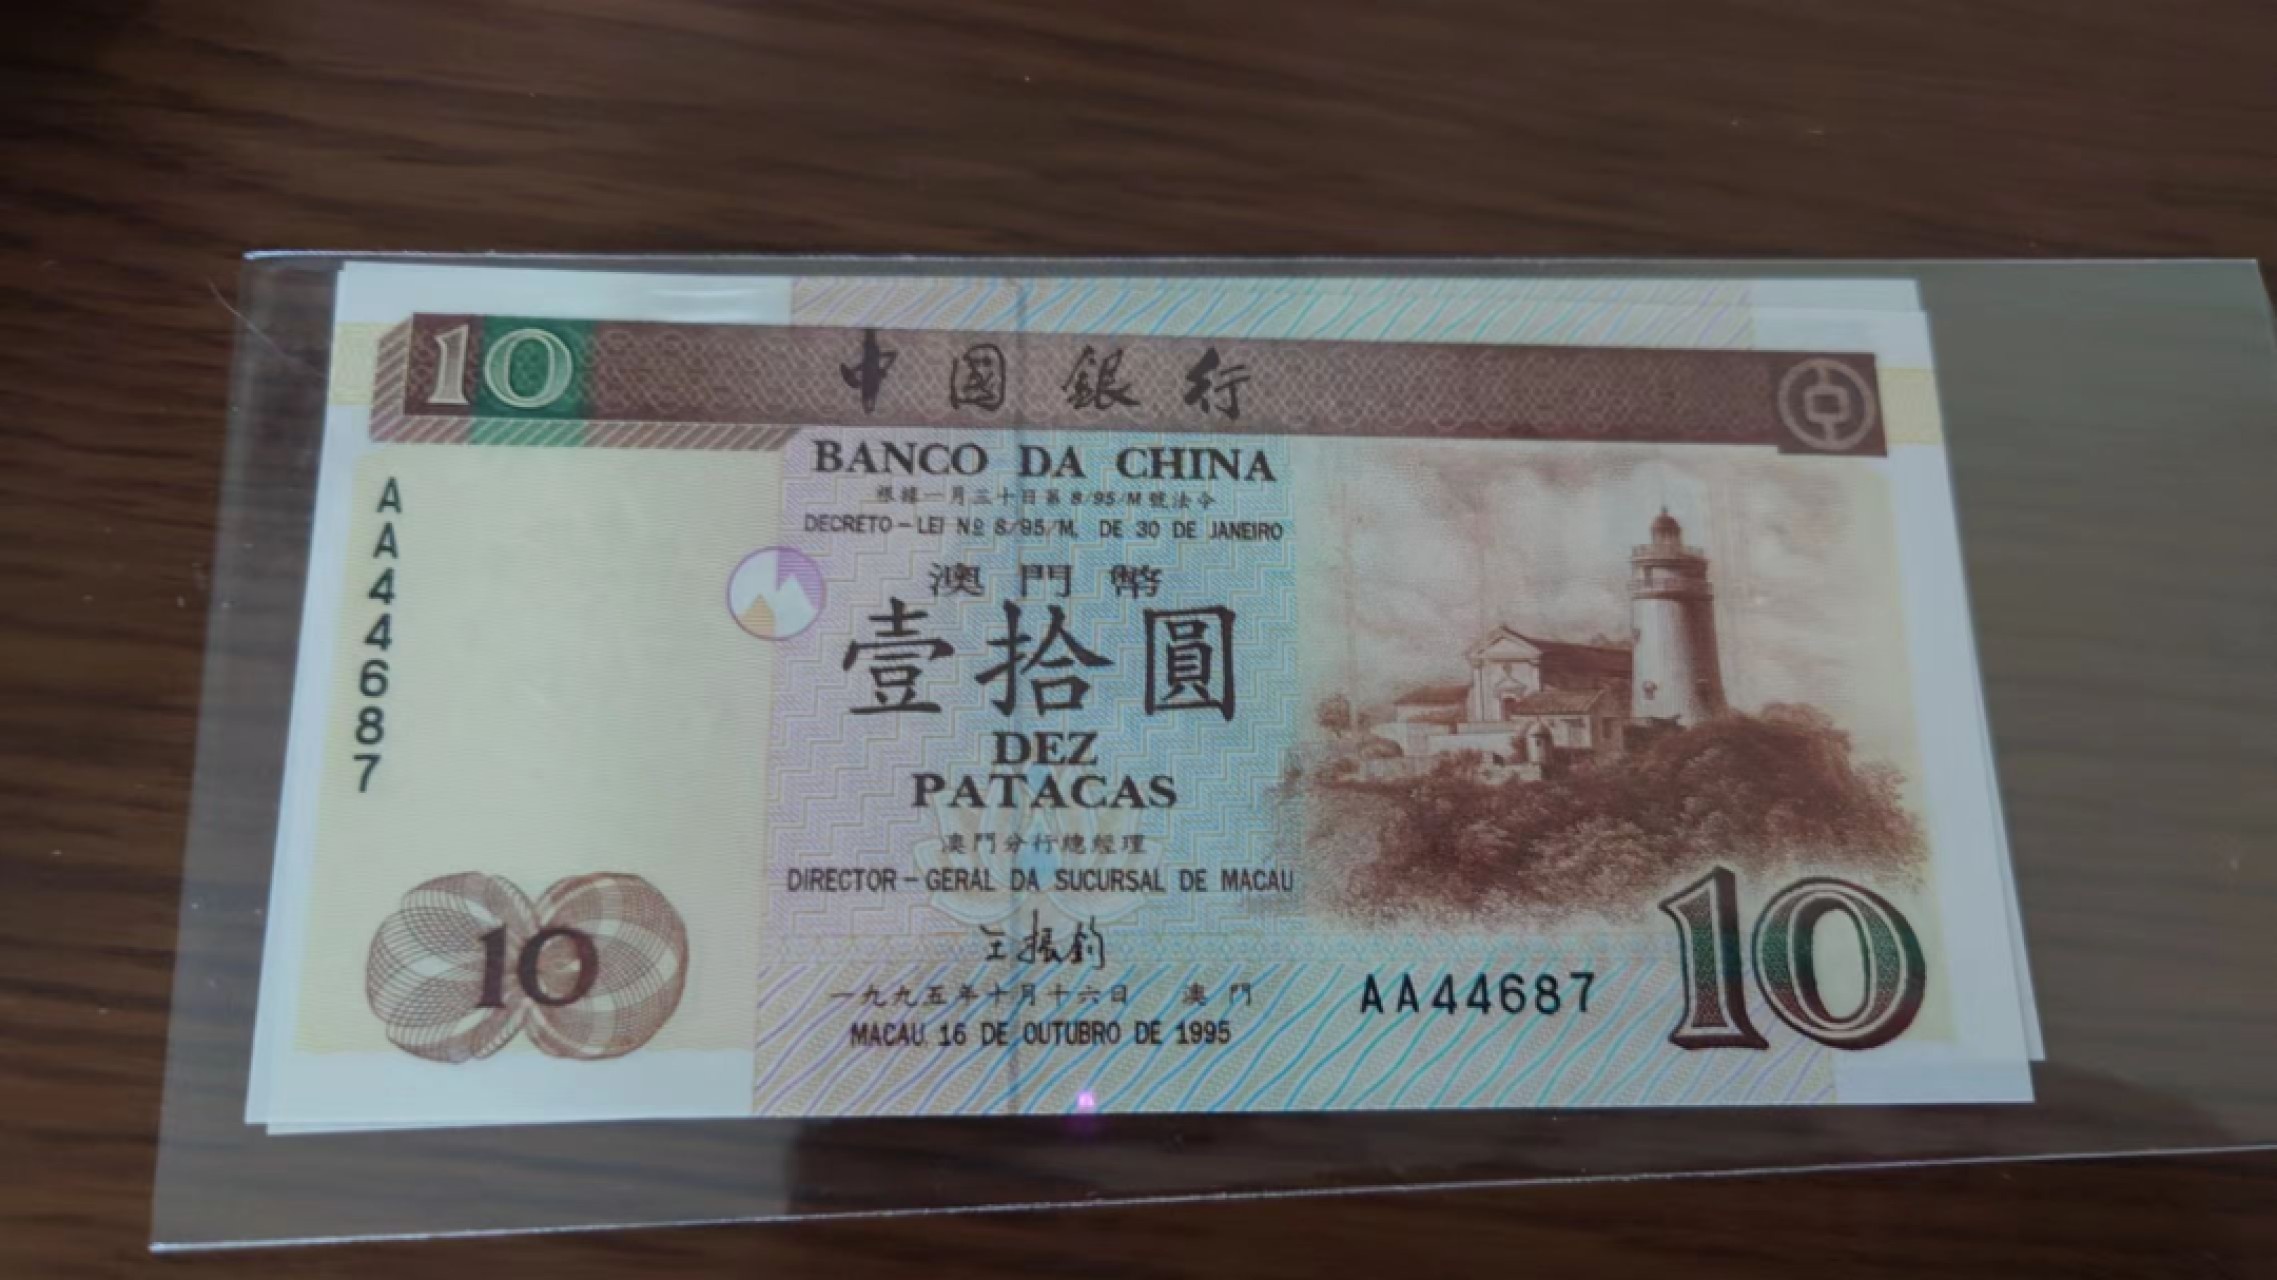 10
中國銀行
BANCO DA CHINA
根據一月三十日第8/95/M號法令
DECRETO-LEI Nº 8/95/M, DE 30 DE JANEIRO
澳門幣
壹拾圓
DEZ
PATACAS
澳門分行總經理
DIRECTOR-GERAL DA SUCURSAL DE MACAU
王振鈞
一九九五年十月十六日 澳門
MACAU, 16 DE OUTUBRO DE 1995
AA44687
10
AA44687
10